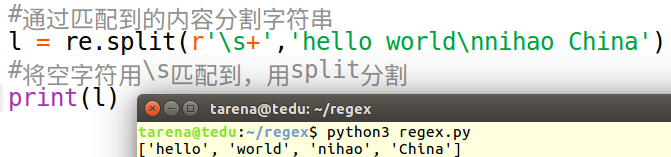 #通过匹配到的内容分割字符串
l = re.split(r'\s+','hello world\nnihao China')
#将空字符用\s匹配到，用split分割
print(l)
tarena@tedu: ~/regex
tarena@tedu:~/regex$ python3 regex.py
['hello', 'world', 'nihao', 'China']